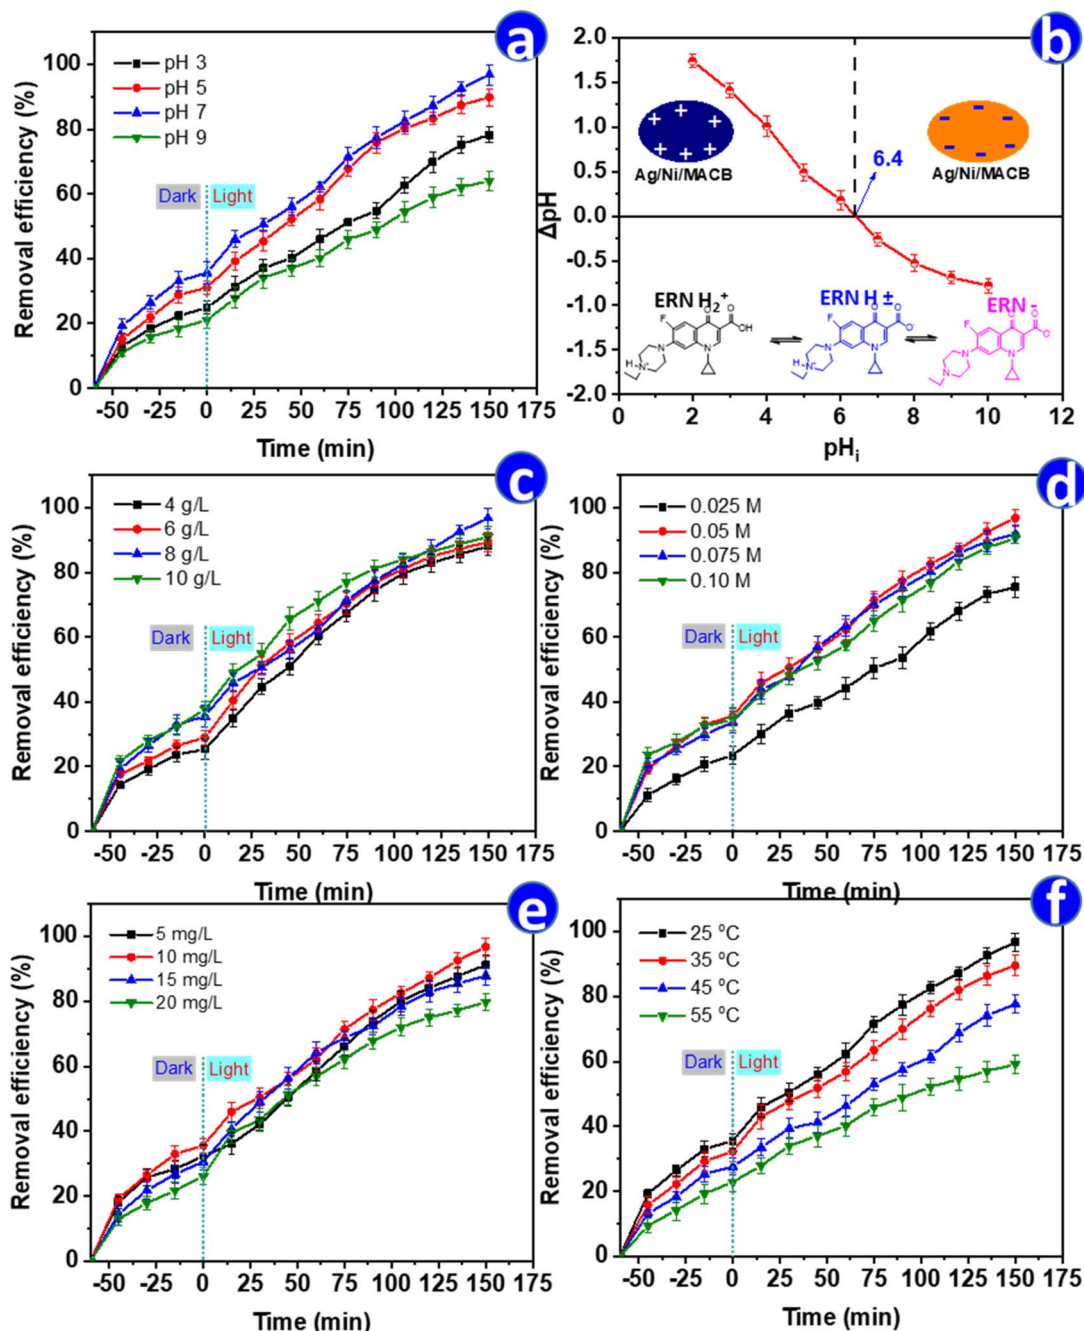 a
Removal efficiency (%)
100
80
60
40
20
0
pH 3
pH 5
pH 7
pH 9
Dark
Light
-50 -25 0 25 50 75 100 125 150 175
Time (min)
b
ΔpH
2.0
1.5
1.0
0.5
0.0
-0.5
-1.0
-1.5
-2.0
+ + + + + +
Ag/Ni/MACB
- - - - - -
Ag/Ni/MACB
6.4
ERN H₂⁺
ERN H ±
ERN -
0 2 4 6 8 10 12
pHᵢ
c
Removal efficiency (%)
100
80
60
40
20
0
4 g/L
6 g/L
8 g/L
10 g/L
Dark
Light
-50 -25 0 25 50 75 100 125 150 175
Time (min)
d
Removal efficiency (%)
100
80
60
40
20
0
0.025 M
0.05 M
0.075 M
0.10 M
Dark
Light
-50 -25 0 25 50 75 100 125 150 175
Time (min)
e
Removal efficiency (%)
100
80
60
40
20
0
5 mg/L
10 mg/L
15 mg/L
20 mg/L
Dark
Light
-50 -25 0 25 50 75 100 125 150 175
Time (min)
f
Removal efficiency (%)
100
80
60
40
20
0
25 ⁰C
35 ⁰C
45 ⁰C
55 ⁰C
Dark
Light
-50 -25 0 25 50 75 100 125 150 175
Time (min)